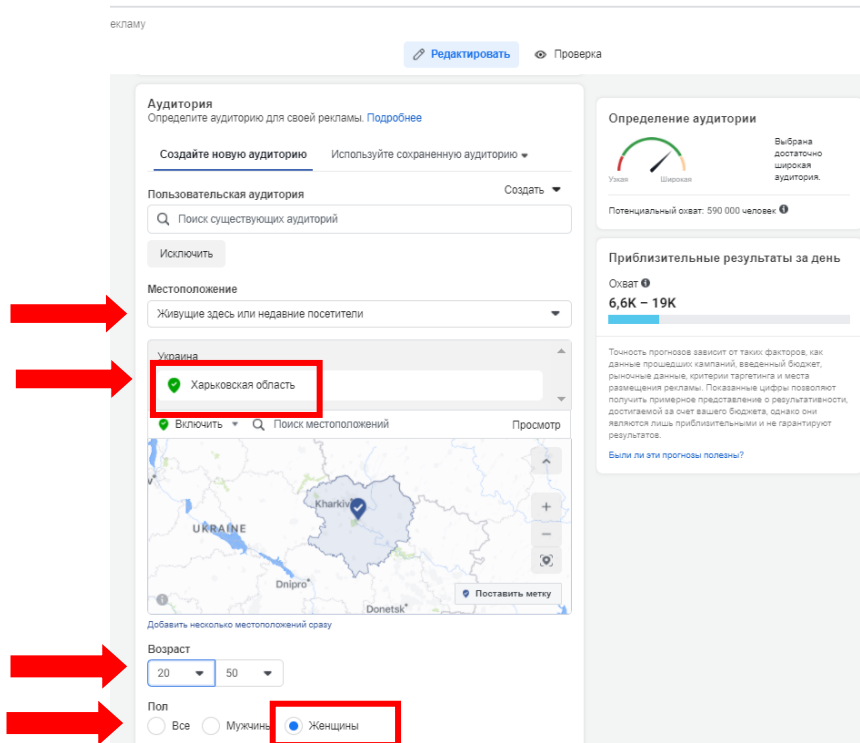 екламу
Редактировать
Проверка
Аудитория
Определите аудиторию для своей рекламы. Подробнее
Создайте новую аудиторию
Используйте сохраненную аудиторию
Пользовательская аудитория
Создать
Поиск существующих аудиторий
Исключить
Местоположение
Живущие здесь или недавние посетители
Украина
Харьковская область
Включить
Поиск местоположений
Просмотр
Kharkiv
UKRAINE
Dnipro
Donetsk
Поставить метку
Добавить несколько местоположений сразу
Возраст
20
50
Пол
Все
Мужчины
Женщины
Определение аудитории
Выбрана
достаточно
широкая
аудитория.
Узкая
Широкая
Потенциальный охват: 590 000 человек
Приблизительные результаты за день
Охват
6,6K – 19K
Точность прогнозов зависит от таких факторов, как
данные прошедших кампаний, введенный бюджет,
рыночные данные, критерии таргетинга и места
размещения рекламы. Показанные цифры позволяют
получить примерное представление о результативности,
достигаемой за счет вашего бюджета, однако они
являются лишь приблизительными и не гарантируют
результатов.
Были ли эти прогнозы полезны?